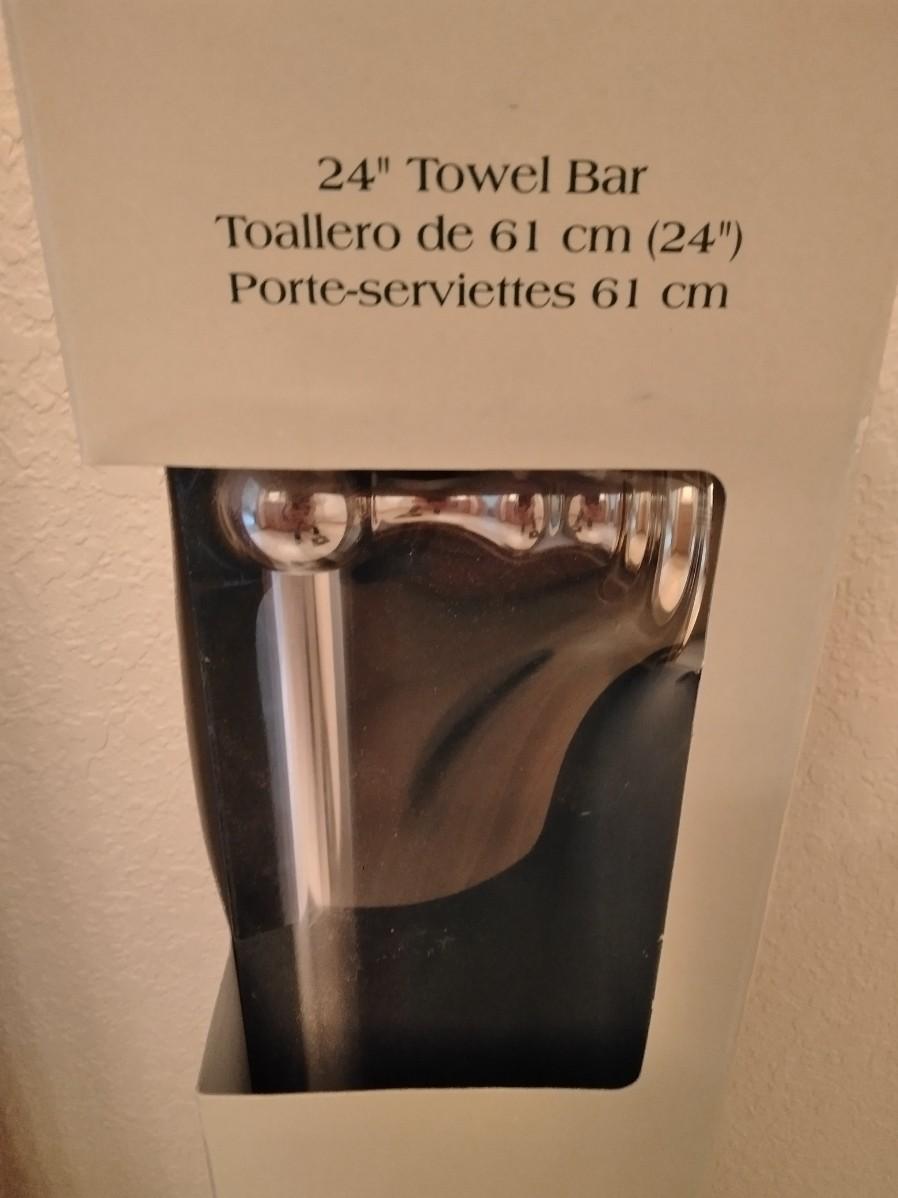 24" Towel Bar
Toallero de 61 cm (24")
Porte-serviettes 61 cm